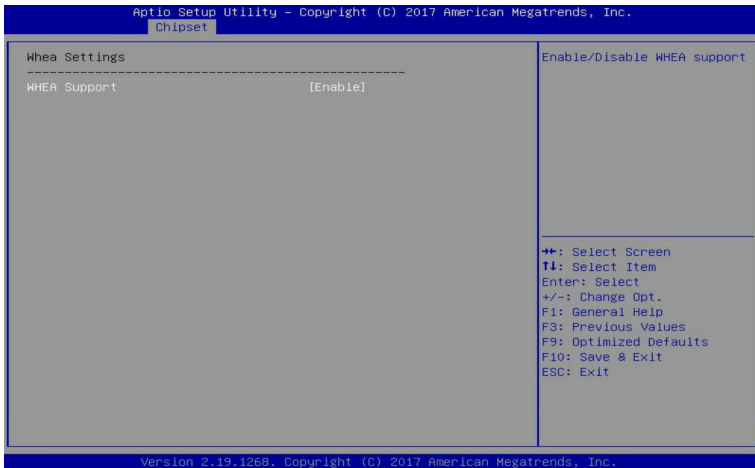 Aptio Setup Utility – Copyright (C) 2017 American Megatrends, Inc.
Chipset
Whea Settings
------------------------------------------------
WHEA Support [Enable]
Enable/Disable WHEA support
→←: Select Screen
↑↓: Select Item
Enter: Select
+/-: Change Opt.
F1: General Help
F3: Previous Values
F9: Optimized Defaults
F10: Save & Exit
ESC: Exit
Version 2.19.1268. Copyright (C) 2017 American Megatrends, Inc.